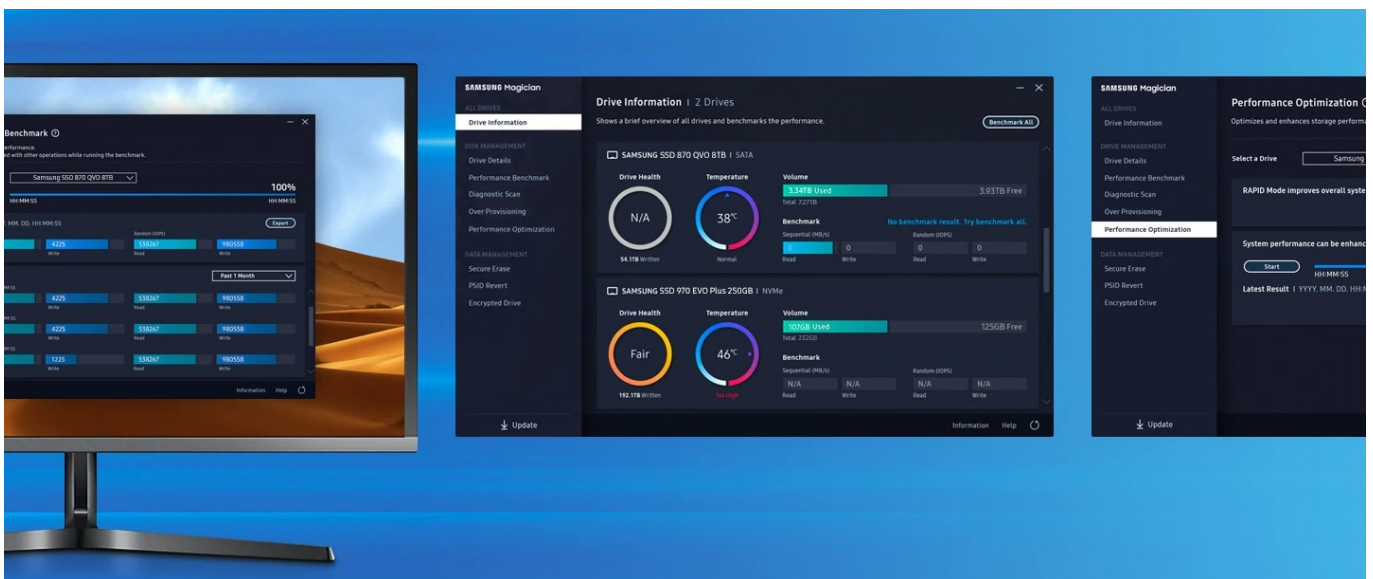 Benchmark ?
erformance.
ed with other operations while running the benchmark.
Samsung SSD 870 QVO 8TB
100%
HH:MM:SS HH:MM:SS
, MM, DD, HH:MM:SS Export
Random (IOPS)
4225 538267 980558
Write Read Write
Past 1 Month
MM:SS
4225 538267 980558
Write Read Write
MM:SS
4225 538267 980558
Write Read Write
MM:SS
1225 538267 980558
Write Read Write
Information Help
SAMSUNG Magician
ALL DRIVES
Drive Information
DISK MANAGEMENT
Drive Details
Performance Benchmark
Diagnostic Scan
Over Provisioning
Performance Optimization
DATA MANAGEMENT
Secure Erase
PSID Revert
Encrypted Drive
Update
Drive Information | 2 Drives
Shows a brief overview of all drives and benchmarks the performance.
Benchmark All
SAMSUNG SSD 870 QVO 8TB | SATA
Drive Health Temperature Volume
3.34TB Used 3.93TB Free
Total 7.27TB
N/A 38°C
Benchmark No benchmark result. Try benchmark all.
Sequential (MB/s) Random (IOPS)
0 0 0 0
54.1TB Written Normal Read Write Read Write
SAMSUNG SSD 970 EVO Plus 250GB | NVMe
Drive Health Temperature Volume
107GB Used 125GB Free
Total 232GB
Fair 46°C
Benchmark
Sequential (MB/s) Random (IOPS)
N/A N/A N/A N/A
192.1TB Written Too High Read Write Read Write
Information Help
SAMSUNG Magician
ALL DRIVES
Drive Information
DRIVE MANAGEMENT
Drive Details
Performance Benchmark
Diagnostic Scan
Over Provisioning
Performance Optimization
DATA MANAGEMENT
Secure Erase
PSID Revert
Encrypted Drive
Update
Performance Optimization
Optimizes and enhances storage performa
Select a Drive Samsung
RAPID Mode improves overall syste
System performance can be enhanc
Start
HH:MM:SS
Latest Result | YYYY, MM, DD, HH:M